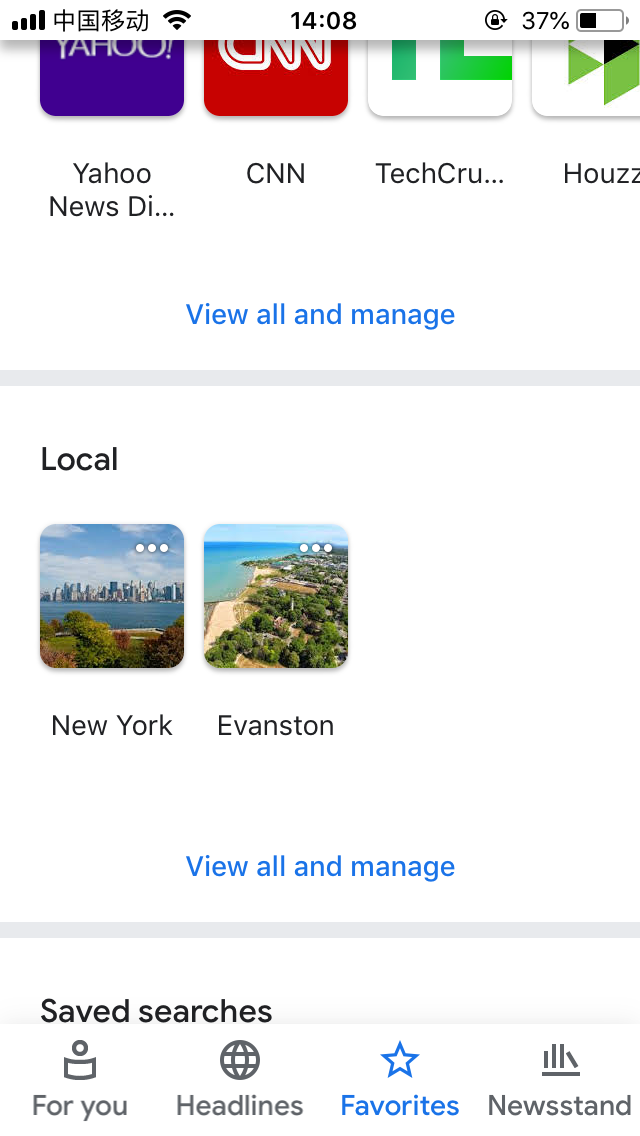 中国移动
14:08
37%
YAHOO!
CNN
Yahoo
News Di...
CNN
TechCru...
Houzz
View all and manage
Local
New York
Evanston
View all and manage
Saved searches
For you
Headlines
Favorites
Newsstand